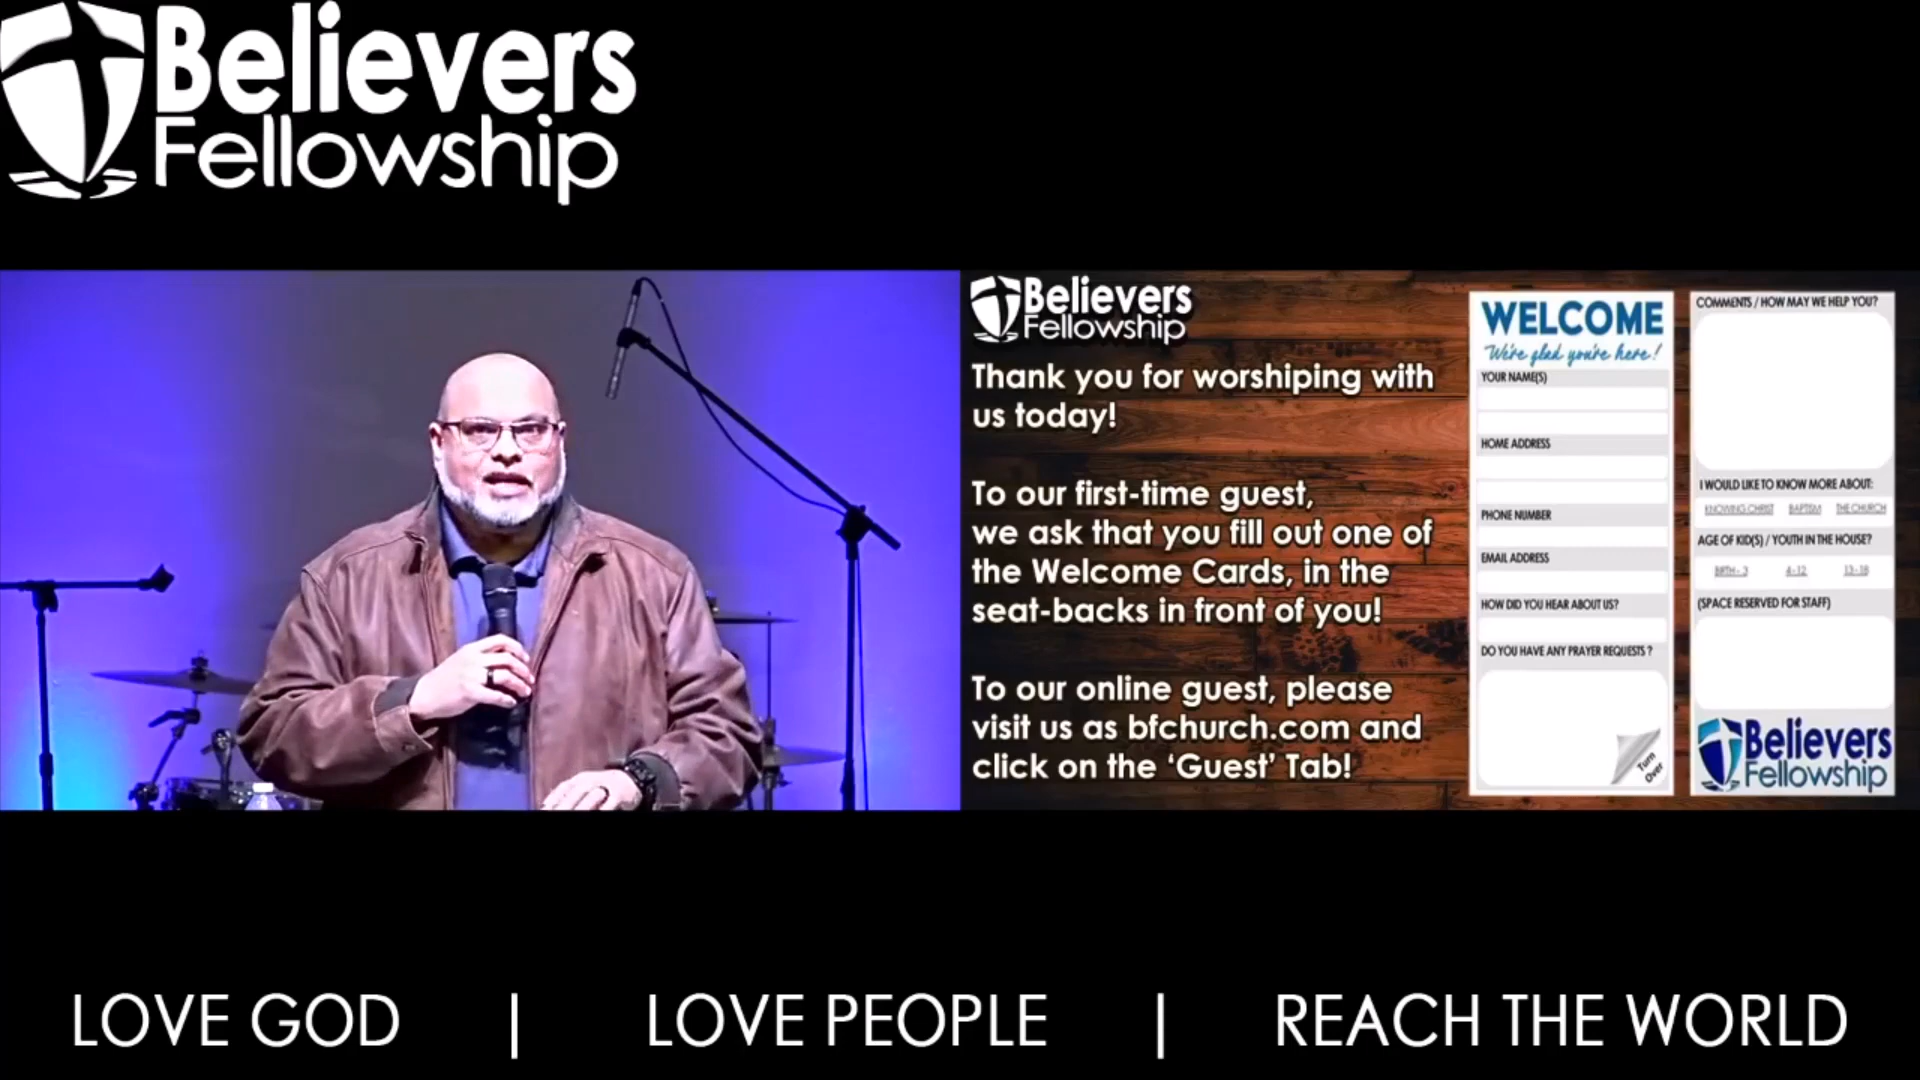 Believers
Fellowship
Believers
Fellowship
Thank you for worshiping with
us today!
To our first-time guest,
we ask that you fill out one of
the Welcome Cards, in the
seat-backs in front of you!
To our online guest, please
visit us as bfchurch.com and
click on the ‘Guest’ Tab!
WELCOME
We're glad you're here!
YOUR NAME(S)
HOME ADDRESS
PHONE NUMBER
EMAIL ADDRESS
HOW DID YOU HEAR ABOUT US?
DO YOU HAVE ANY PRAYER REQUESTS ?
Turn
Over
COMMENTS / HOW MAY WE HELP YOU?
I WOULD LIKE TO KNOW MORE ABOUT:
KNOWING CHRIST BAPTISM THE CHURCH
AGE OF KID(S) / YOUTH IN THE HOUSE?
BIRTH - 3 4 - 12 13 - 18
(SPACE RESERVED FOR STAFF)
Believers
Fellowship
LOVE GOD | LOVE PEOPLE | REACH THE WORLD